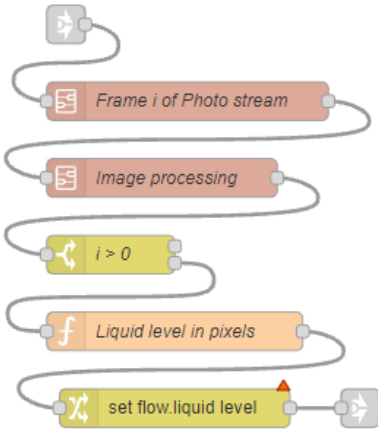 Frame i of Photo stream
Image processing
i > 0
Liquid level in pixels
set flow.liquid level